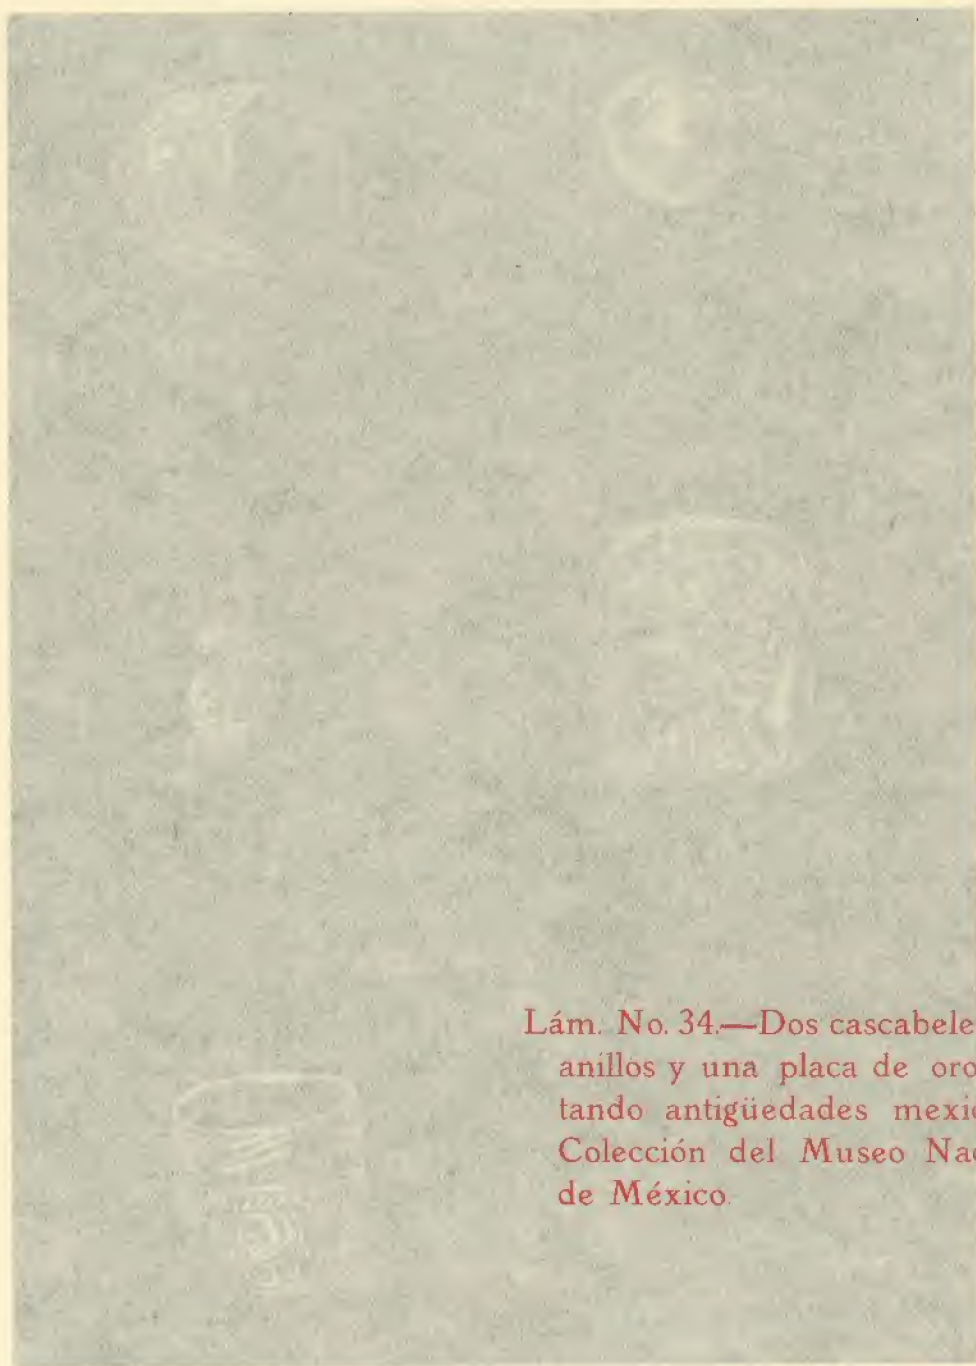 Lám. No. 34.—Dos cascabele
anillos y una placa de oro
tando antigüedades mexi
Colección del Museo Na
de México.